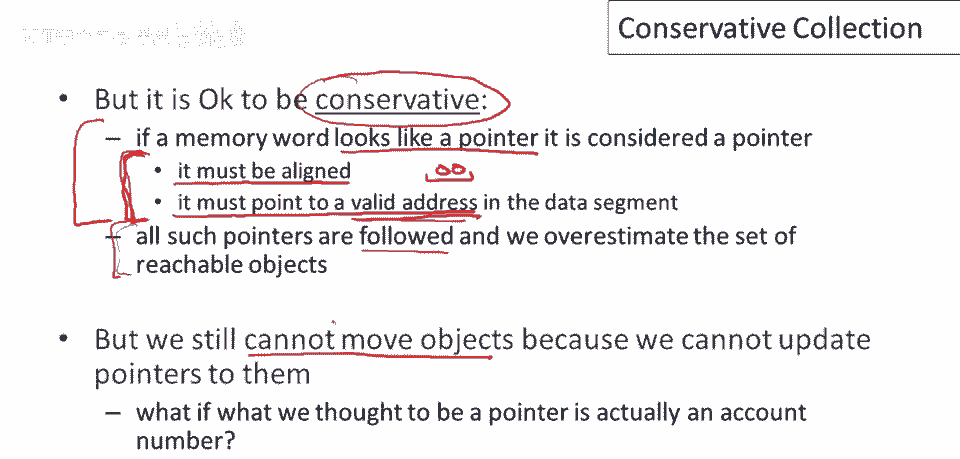 Conservative Collection
• But it is Ok to be conservative:
– if a memory word looks like a pointer it is considered a pointer
• it must be aligned 00
• it must point to a valid address in the data segment
– all such pointers are followed and we overestimate the set of
reachable objects
• But we still cannot move objects because we cannot update
pointers to them
– what if what we thought to be a pointer is actually an account
number?